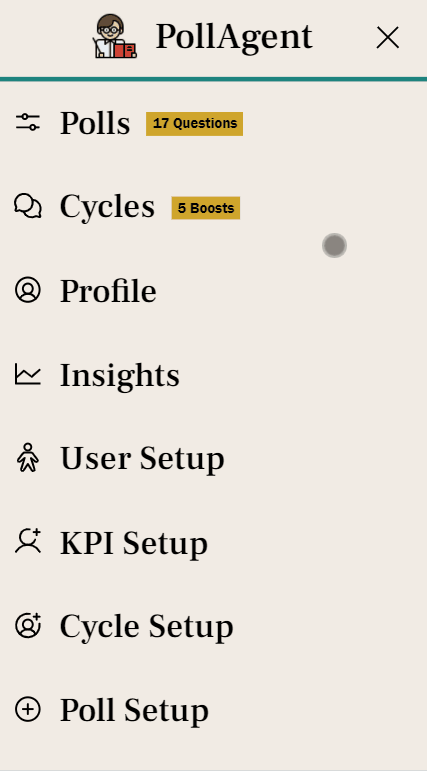 PollAgent
Polls 17 Questions
Cycles 5 Boosts
Profile
Insights
User Setup
KPI Setup
Cycle Setup
Poll Setup